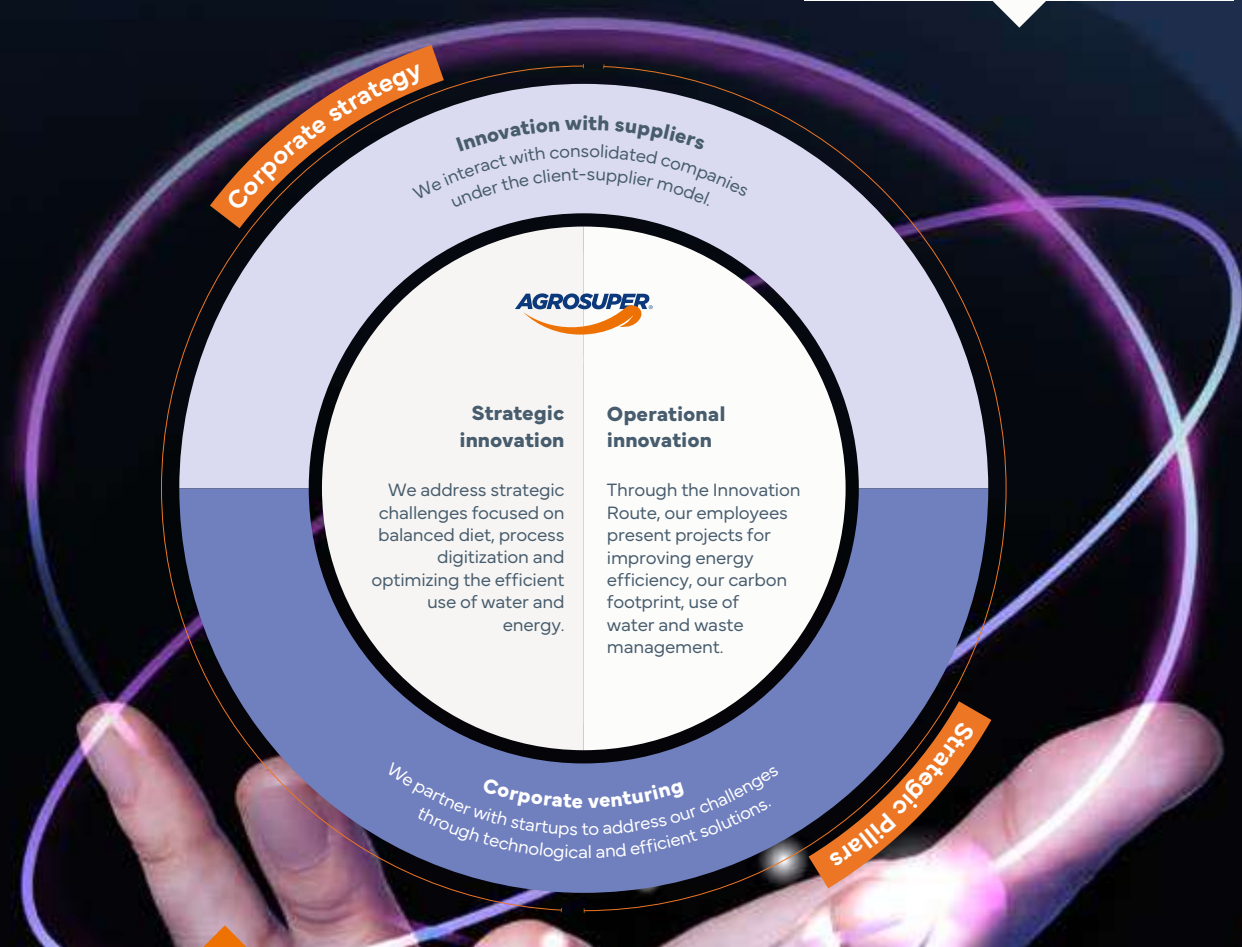 Corporate strategy
Innovation with suppliers
We interact with consolidated companies
under the client-supplier model.
AGROSUPER®
Strategic
innovation
We address strategic
challenges focused on
balanced diet, process
digitization and
optimizing the efficient
use of water and
energy.
Operational
innovation
Through the Innovation
Route, our employees
present projects for
improving energy
efficiency, our carbon
footprint, use of
water and waste
management.
Corporate venturing
We partner with startups to address our challenges
through technological and efficient solutions.
Strategic Pillars